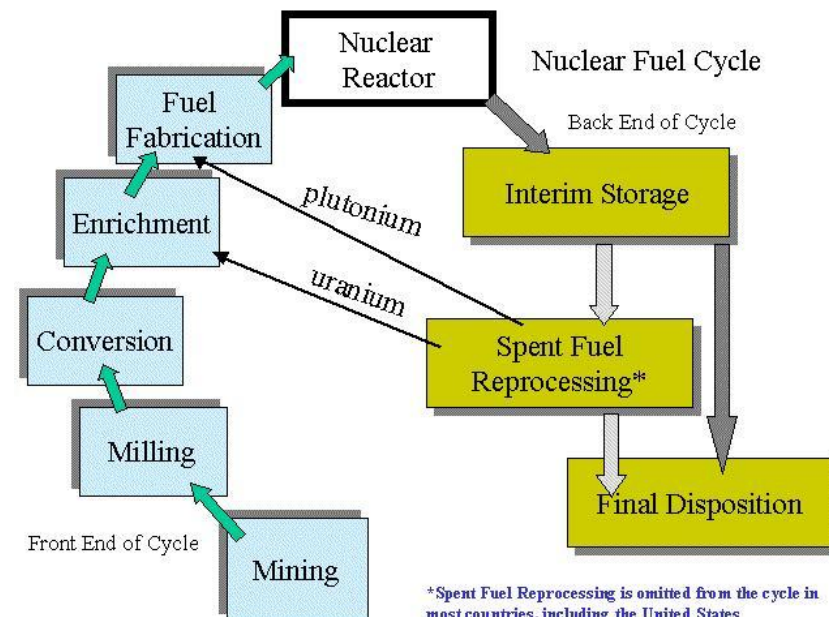 Nuclear
Reactor
Nuclear Fuel Cycle
Back End of Cycle
Fuel
Fabrication
Interim Storage
Enrichment
plutonium
uranium
Conversion
Spent Fuel
Reprocessing*
Milling
Final Disposition
Front End of Cycle
Mining
*Spent Fuel Reprocessing is omitted from the cycle in
most countries, including the United States